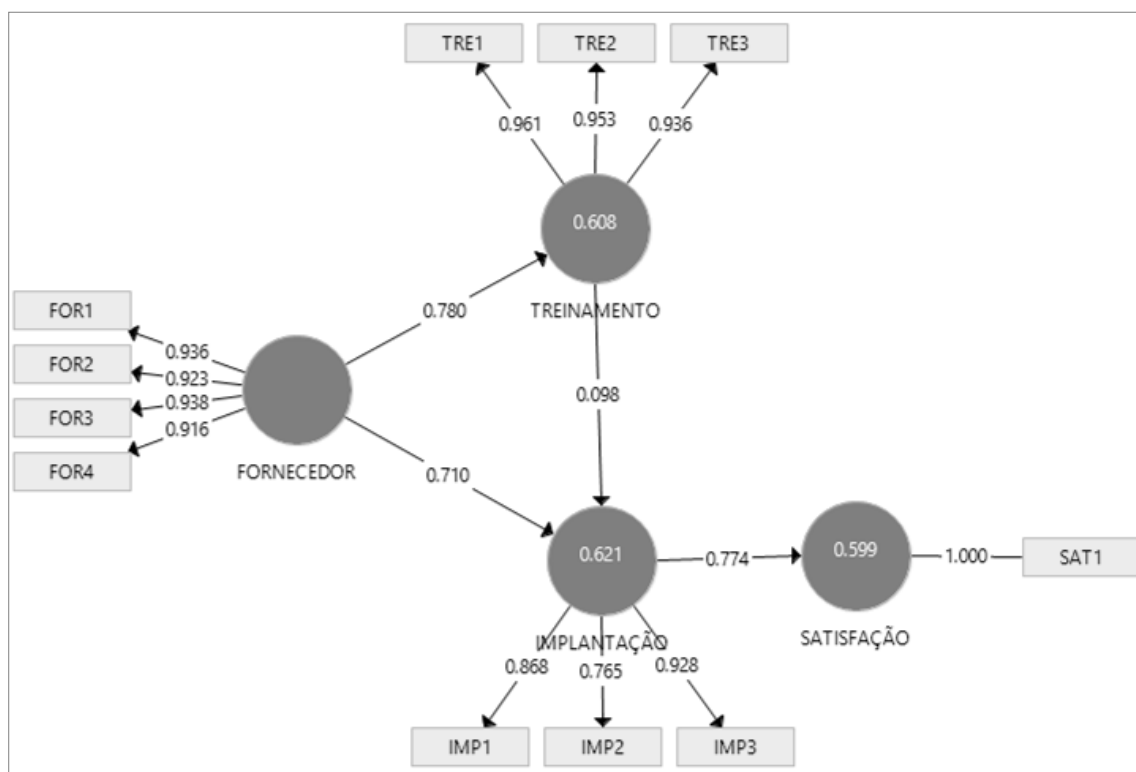 TRE1 TRE2 TRE3
0.961 0.953 0.936
0.608
TREINAMENTO
0.780
FOR1
FOR2
FOR3
FOR4
0.936
0.923
0.938
0.916
FORNECEDOR
0.098
0.710
0.621
IMPLANTAÇÃO
0.774
0.599
SATISFAÇÃO
1.000
SAT1
0.868 0.765 0.928
IMP1 IMP2 IMP3